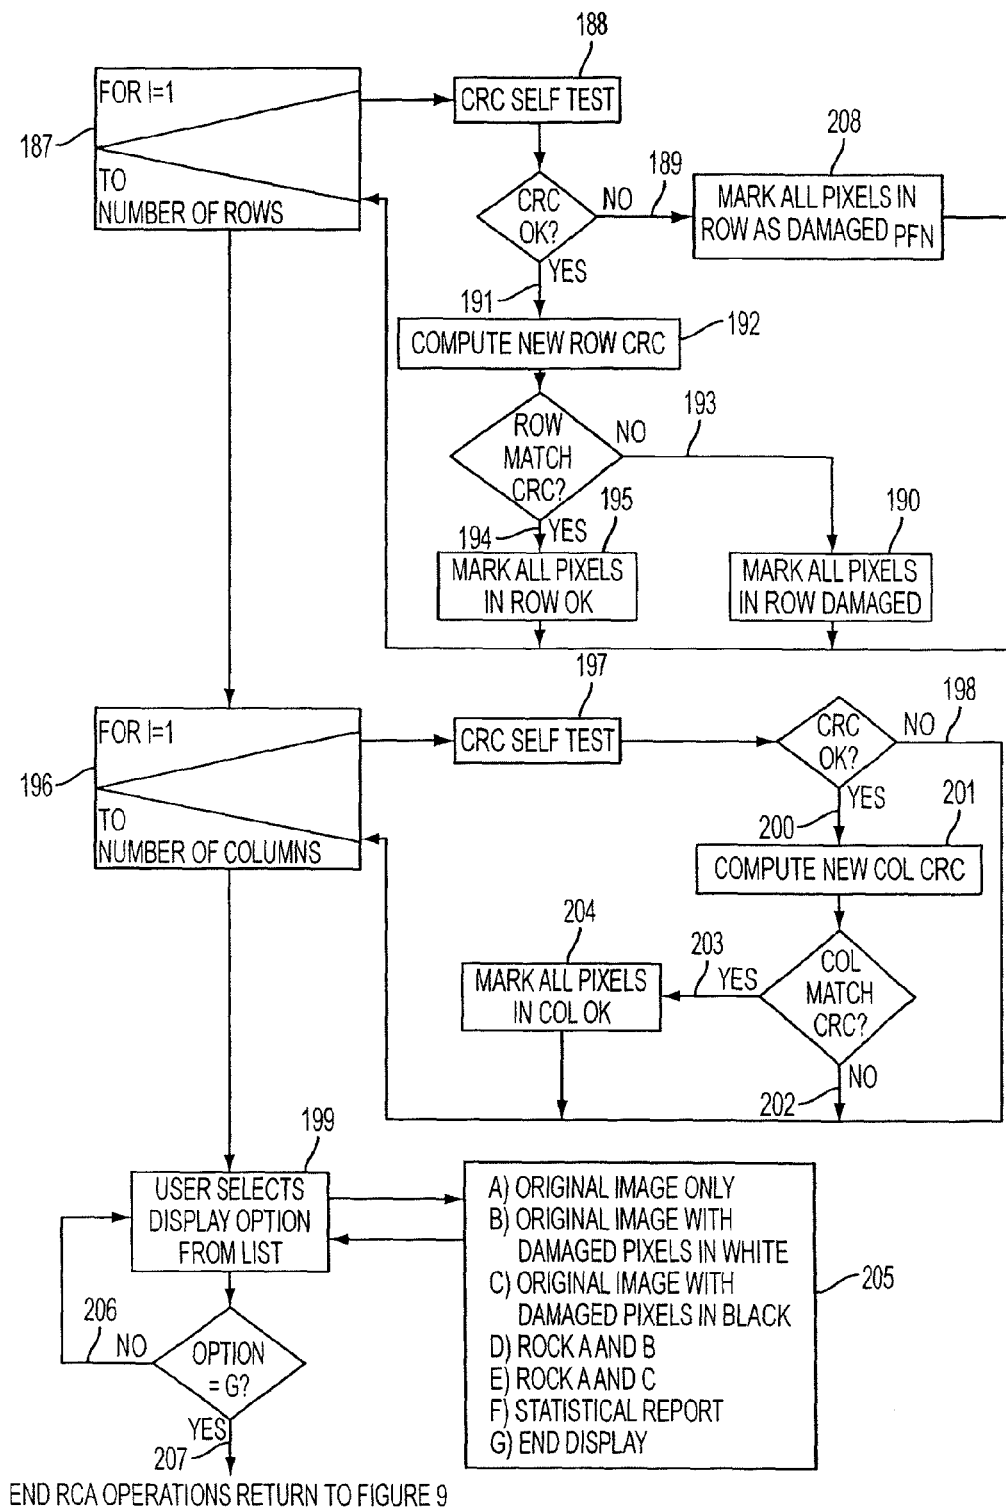 188
FOR I=1
CRC SELF TEST
187
208
189
TO
NUMBER OF ROWS
CRC
OK?
NO
MARK ALL PIXELS IN
ROW AS DAMAGED PFN
YES
191
COMPUTE NEW ROW CRC
192
ROW
MATCH
CRC?
NO
193
194
YES
195
190
MARK ALL PIXELS
IN ROW OK
MARK ALL PIXELS
IN ROW DAMAGED
197
198
FOR I=1
CRC SELF TEST
CRC
OK?
NO
196
YES
200
201
TO
NUMBER OF COLUMNS
COMPUTE NEW COL CRC
204
203
YES
MARK ALL PIXELS
IN COL OK
COL
MATCH
CRC?
NO
202
199
USER SELECTS
DISPLAY OPTION
FROM LIST
A) ORIGINAL IMAGE ONLY
B) ORIGINAL IMAGE WITH
DAMAGED PIXELS IN WHITE
C) ORIGINAL IMAGE WITH
DAMAGED PIXELS IN BLACK
D) ROCK A AND B
E) ROCK A AND C
F) STATISTICAL REPORT
G) END DISPLAY
205
206
NO
OPTION
= G?
YES
207
END RCA OPERATIONS RETURN TO FIGURE 9